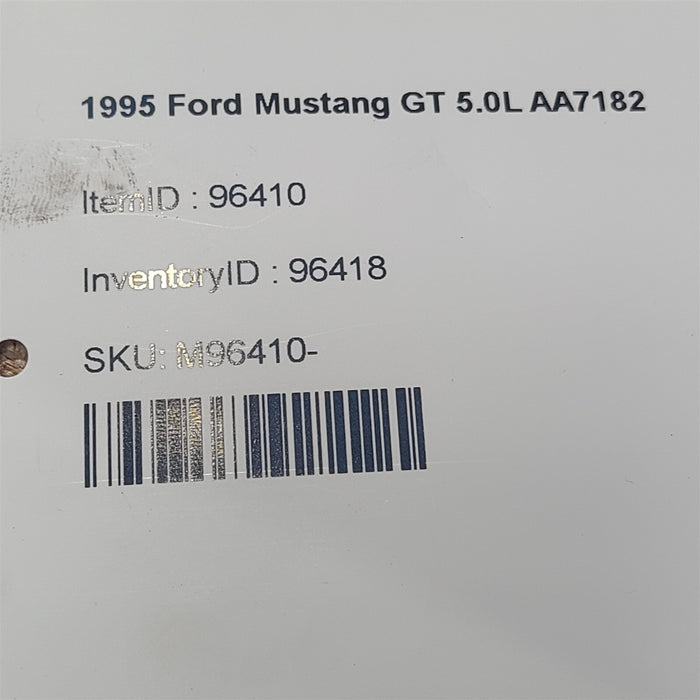 1995 Ford Mustang GT 5.0L AA7182
ItemID : 96410
InventoryID : 96418
SKU: M96410-